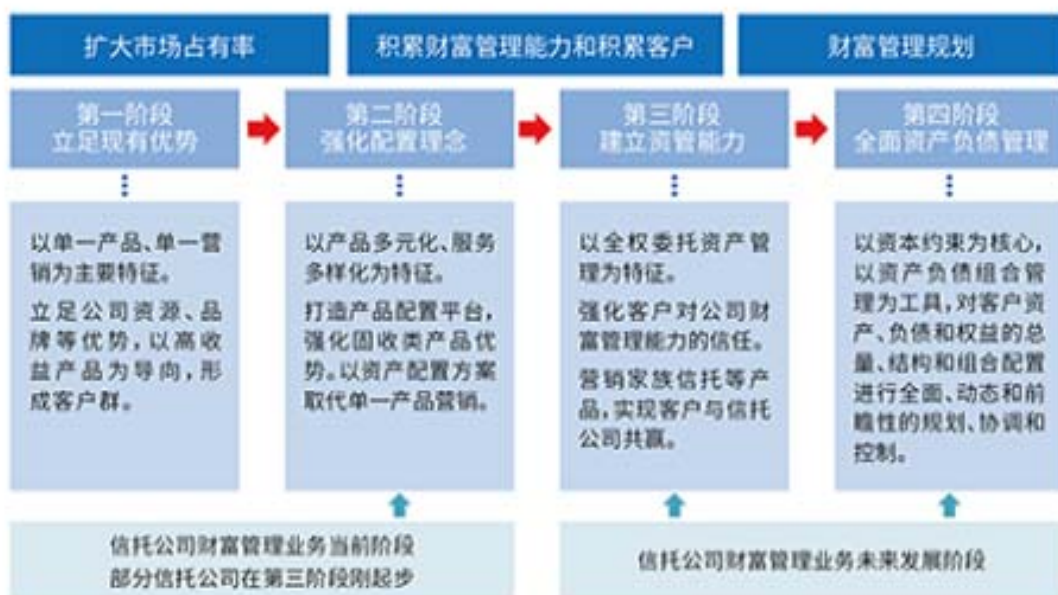 扩大市场占有率
积累财富管理能力和积累客户
财富管理规划
第一阶段
立足现有优势
第二阶段
强化配置理念
第三阶段
建立资管能力
第四阶段
全面资产负债管理
以单一产品、单一营
销为主要特征。
立足公司资源、品
牌等优势,以高收
益产品为导向,形
成客户群。
以产品多元化、服务
多样化为特征。
打造产品配置平台,
强化固收类产品优
势。以资产配置方案
取代单一产品营销。
以全权委托资产管
理为特征。
强化客户对公司财
富管理能力的信任。
营销家族信托等产
品,实现客户与信托
公司共赢。
以资本约束为核心,
以资产负债组合管
理为工具,对客户资
产、负债和权益的总
量、结构和组合配置
进行全面、动态和前
瞻性的规划、协调和
控制。
信托公司财富管理业务当前阶段
部分信托公司在第三阶段刚起步
信托公司财富管理业务未来发展阶段